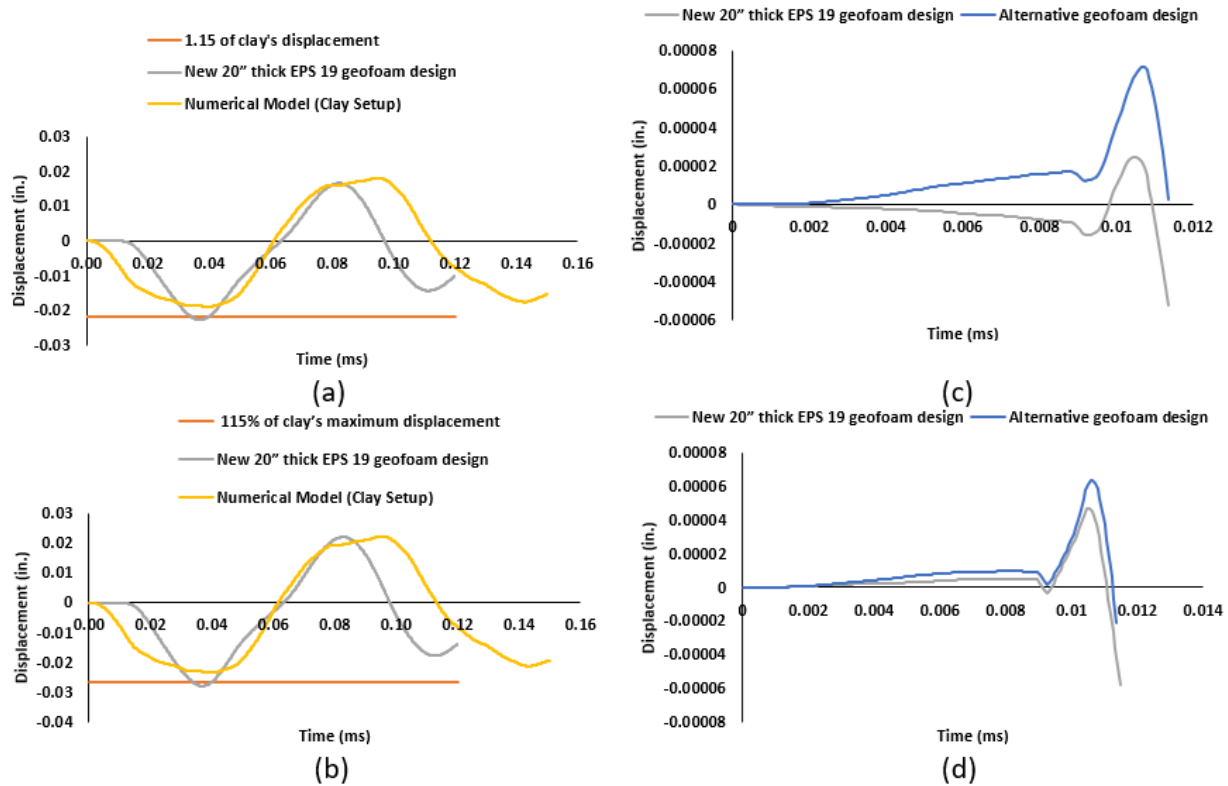 1.15 of clay's displacement
New 20” thick EPS 19 geofoam design
Numerical Model (Clay Setup)
0.03
0.02
0.01
0
-0.01
-0.02
-0.03
0.00 0.02 0.04 0.06 0.08 0.10 0.12 0.14 0.16
Displacement (in.)
Time (ms)
(a)
115% of clay’s maximum displacement
New 20” thick EPS 19 geofoam design
Numerical Model (Clay Setup)
0.03
0.02
0.01
0
-0.01
-0.02
-0.03
-0.04
0.00 0.02 0.04 0.06 0.08 0.10 0.12 0.14 0.16
Displacement (in.)
Time (ms)
(b)
New 20” thick EPS 19 geofoam design Alternative geofoam design
0.00008
0.00006
0.00004
0.00002
0
-0.00002
-0.00004
-0.00006
0 0.002 0.004 0.006 0.008 0.01 0.012
Displacement (in.)
Time (ms)
(c)
New 20” thick EPS 19 geofoam design Alternative geofoam design
0.00008
0.00006
0.00004
0.00002
0
-0.00002
-0.00004
-0.00006
-0.00008
0 0.002 0.004 0.006 0.008 0.01 0.012 0.014
Displacement (in.)
Time (ms)
(d)